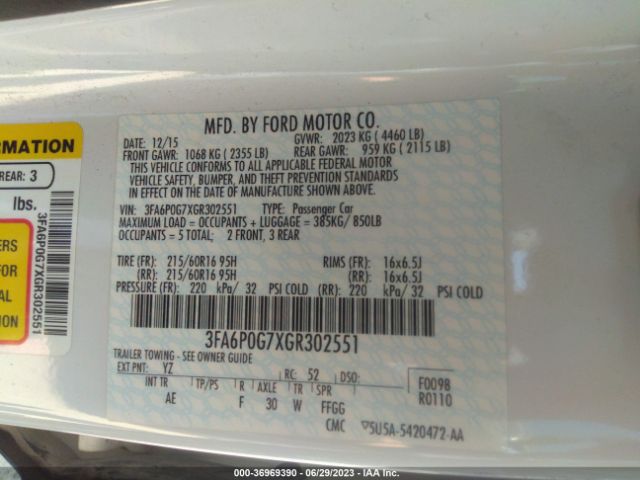 MFD. BY FORD MOTOR CO.
DATE: 12/15 GVWR: 2023 KG ( 4460 LB)
FRONT GAWR: 1068 KG ( 2355 LB) REAR GAWR: 959 KG ( 2115 LB)
THIS VEHICLE CONFORMS TO ALL APPLICABLE FEDERAL MOTOR
VEHICLE SAFETY, BUMPER, AND THEFT PREVENTION STANDARDS
IN EFFECT ON THE DATE OF MANUFACTURE SHOWN ABOVE.
VIN: 3FA6P0G7XGR302551 TYPE: Passenger Car
MAXIMUM LOAD = OCCUPANTS + LUGGAGE = 385KG/ 850LB
OCCUPANTS = 5 TOTAL; 2 FRONT, 3 REAR
TIRE (FR): 215/60R16 95H RIMS (FR): 16x6.5J
(RR): 215/60R16 95H (RR): 16x6.5J
PRESSURE (FR): 220 kPa/ 32 PSI COLD (RR): 220 kPa/ 32 PSI COLD
3FA6P0G7XGR302551
TRAILER TOWING - SEE OWNER GUIDE
EXT PNT: YZ RC: 52 DSO:
INT TR TP/PS R AXLE TR SPR
AE F 30 W FFGG
F0098
R0110
CMC 5U5A-5420472-AA
ORMATION
REAR: 3
lbs.
3FA6P0G7XGR302551
ERS
FOR
AL
ON
000-36969390 - 06/29/2023 - IAA Inc.